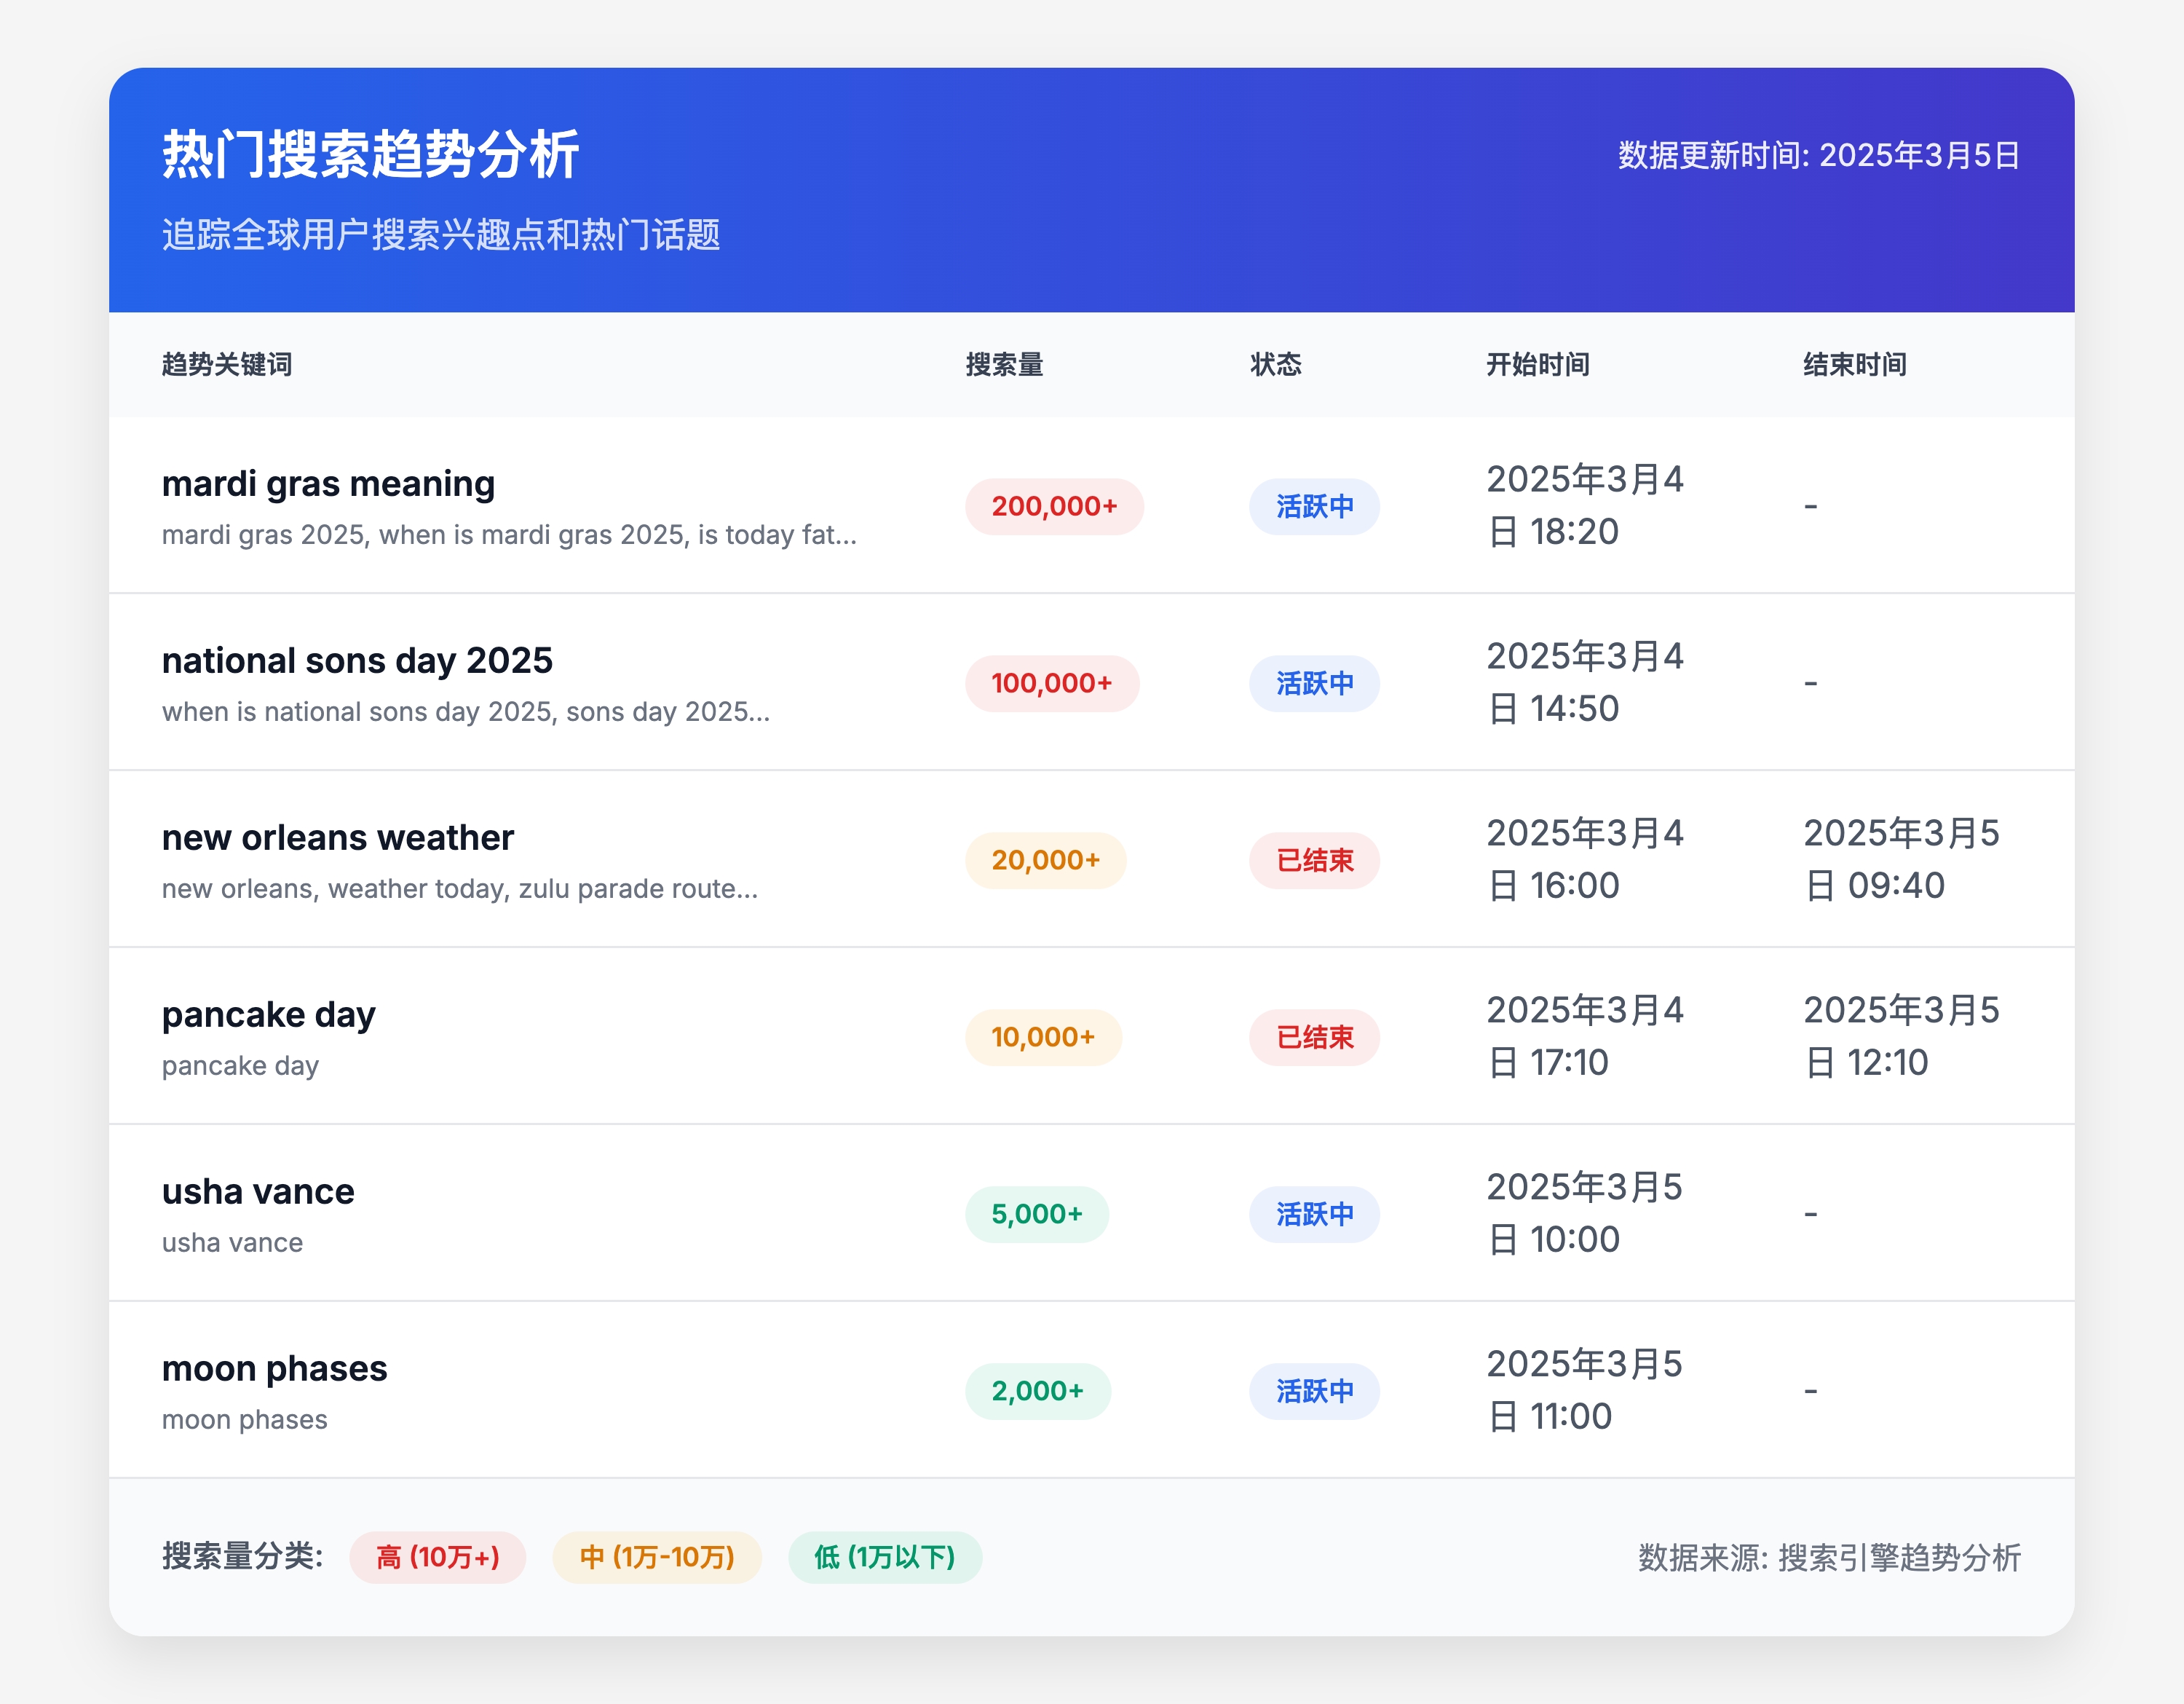 热门搜索趋势分析
数据更新时间: 2025年3月5日
追踪全球用户搜索兴趣点和热门话题
趋势关键词 搜索量 状态 开始时间 结束时间
mardi gras meaning
mardi gras 2025, when is mardi gras 2025, is today fat...
200,000+
活跃中
2025年3月4
日 18:20
-
national sons day 2025
when is national sons day 2025, sons day 2025...
100,000+
活跃中
2025年3月4
日 14:50
-
new orleans weather
new orleans, weather today, zulu parade route...
20,000+
已结束
2025年3月4
日 16:00
2025年3月5
日 09:40
pancake day
pancake day
10,000+
已结束
2025年3月4
日 17:10
2025年3月5
日 12:10
usha vance
usha vance
5,000+
活跃中
2025年3月5
日 10:00
-
moon phases
moon phases
2,000+
活跃中
2025年3月5
日 11:00
-
搜索量分类: 高 (10万+) 中 (1万-10万) 低 (1万以下)
数据来源: 搜索引擎趋势分析